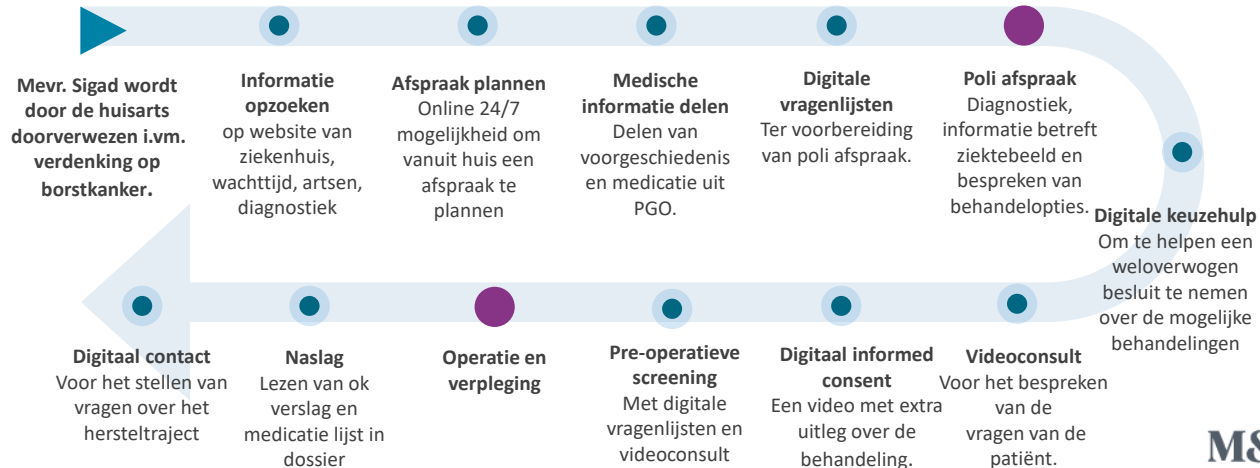 Mevr. Sigad wordt
door de huisarts
doorverwezen i.vm.
verdenking op
borstkanker.
Informatie
opzoeken
op website van
ziekenhuis,
wachttijd, artsen,
diagnostiek
Afspraak plannen
Online 24/7
mogelijkheid om
vanuit huis een
afspraak te
plannen
Medische
informatie delen
Delen van
voorgeschiedenis
en medicatie uit
PGO.
Digitale
vragenlijsten
Ter voorbereiding
van poli afspraak.
Poli afspraak
Diagnostiek,
informatie betreft
ziektebeeld en
bespreken van
behandelopties.
Digitale keuzehulp
Om te helpen een
weloverwogen
besluit te nemen
over de mogelijke
behandelingen
Videoconsult
Voor het bespreken
van de
vragen van de
patiënt.
Digitaal informed
consent
Een video met extra
uitleg over de
behandeling.
Pre-operatieve
screening
Met digitale
vragenlijsten en
videoconsult
Operatie en
verpleging
Naslag
Lezen van ok
verslag en
medicatie lijst in
dossier
Digitaal contact
Voor het stellen van
vragen over het
hersteltraject